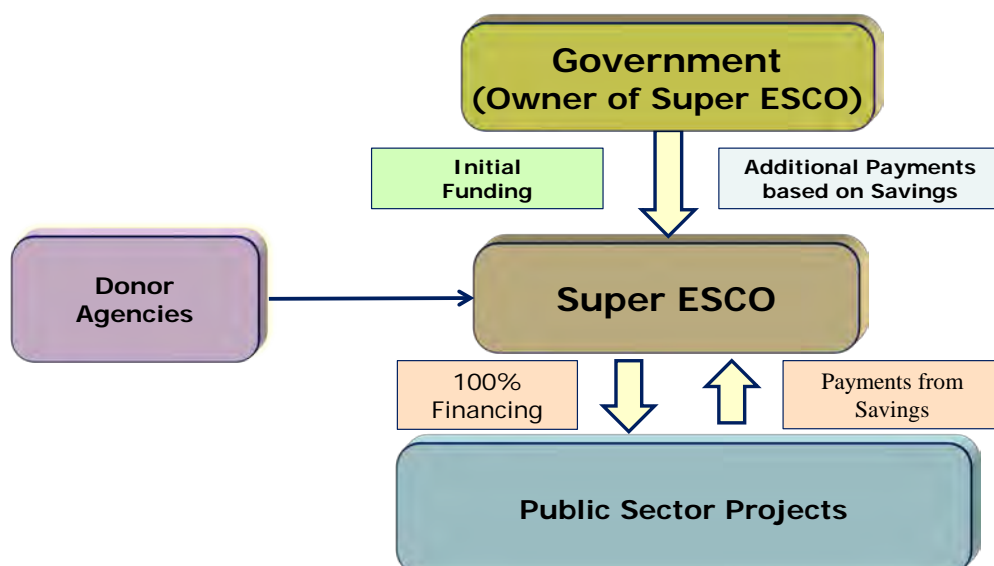 Government
(Owner of Super ESCO)
Initial
Funding
Additional Payments
based on Savings
Donor
Agencies
Super ESCO
100%
Financing
Payments from
Savings
Public Sector Projects